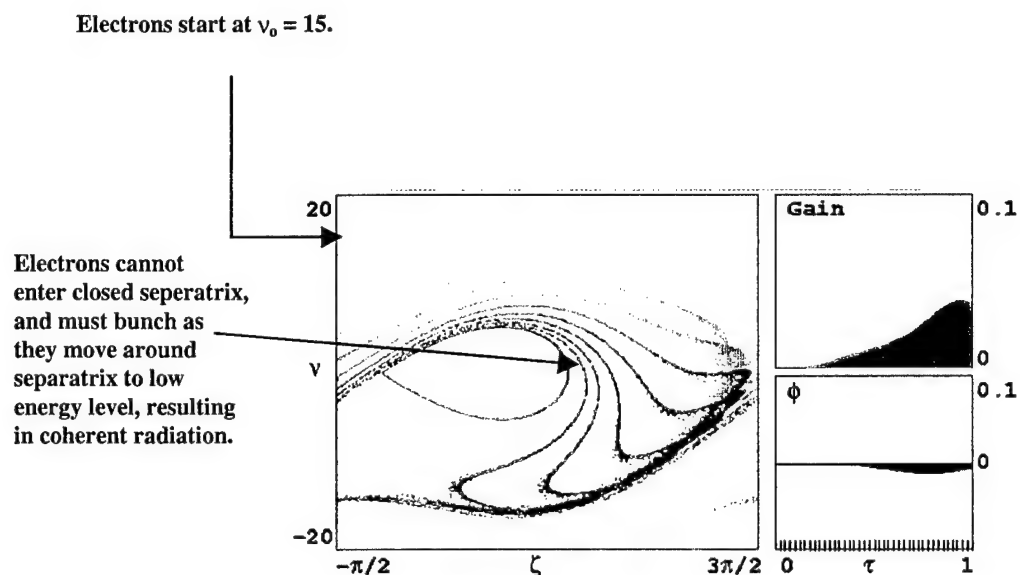 Electrons start at νo = 15.
20
Electrons cannot
enter closed seperatrix,
and must bunch as
they move around
separatrix to low
energy level, resulting
in coherent radiation.
ν
-20
-π/2
ζ
3π/2
Gain
0.1
0
ϕ
0.1
0
0
τ
1